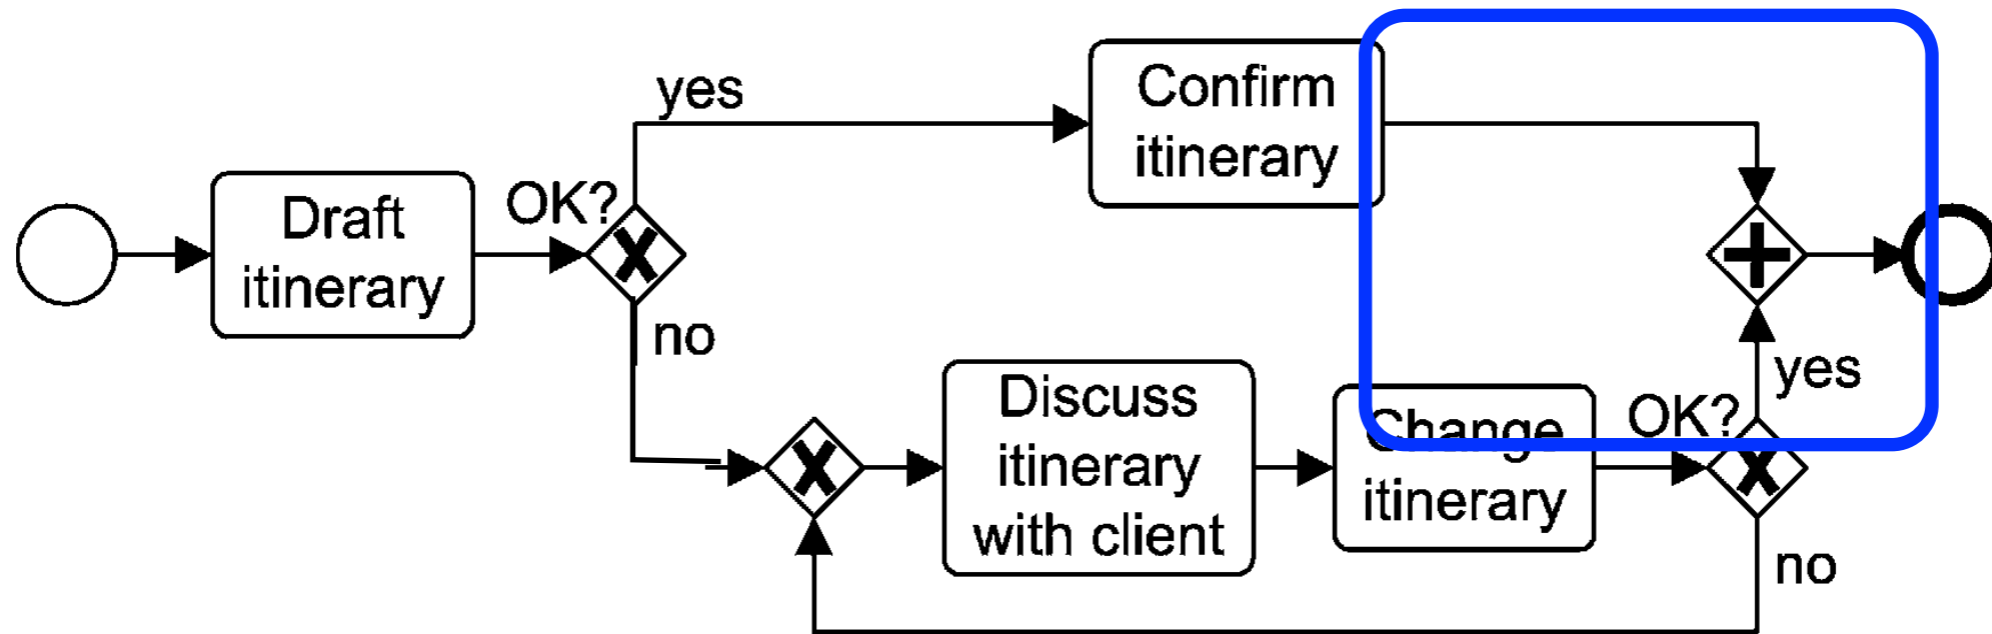 yes
Confirm
itinerary
Draft
itinerary
OK?
no
Discuss
itinerary
with client
Change
itinerary
OK?
yes
no